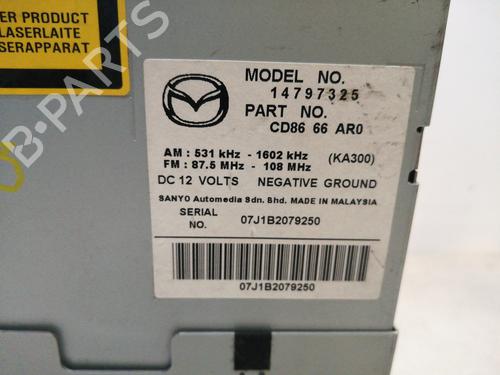 ER PRODUCT
LASERLAITE
SERAPPARAT
B-PARTS
MODEL NO.
14797325
PART NO.
CD86 66 AR0
AM : 531 kHz - 1602 kHz (KA300)
FM : 87.5 MHz - 108 MHz
DC 12 VOLTS NEGATIVE GROUND
SANYO Automedia Sdn. Bhd. MADE IN MALAYSIA
SERIAL NO. 07J1B2079250
07J1B2079250